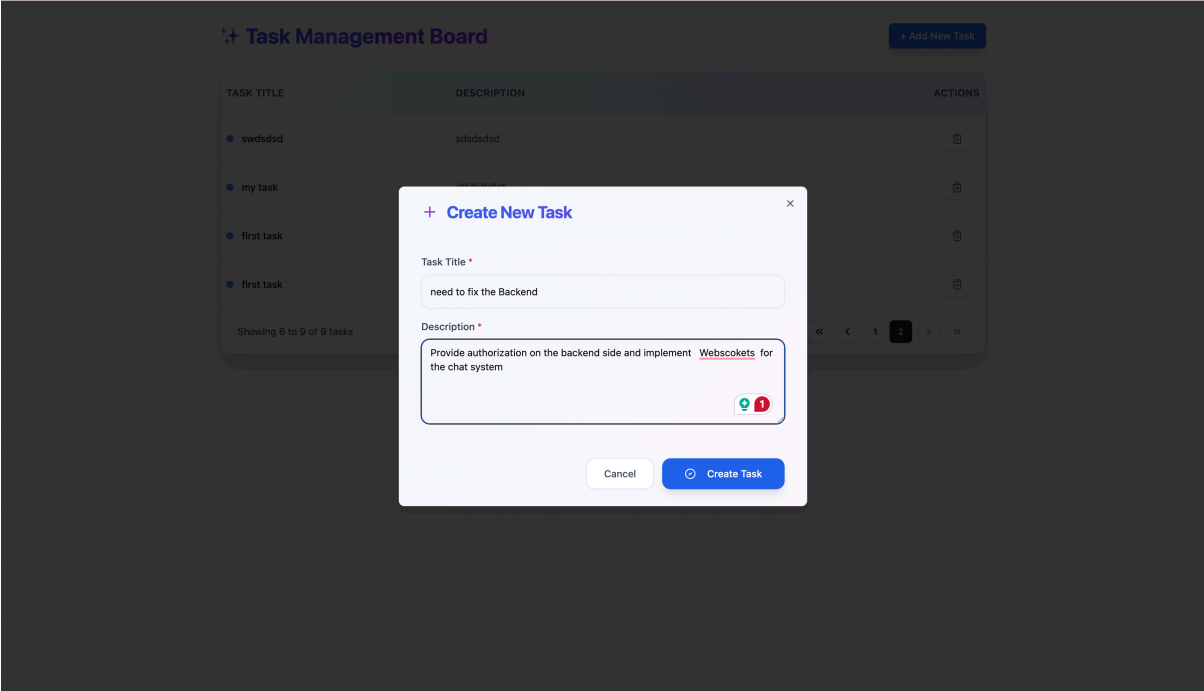 Task Management Board
+ Add New Task
TASK TITLE DESCRIPTION ACTIONS
swdsdsd sdsdsdsd
my task
first task
first task
Showing 6 to 9 of 9 tasks
« ‹ 1 2 › »
Create New Task
Task Title *
need to fix the Backend
Description *
Provide authorization on the backend side and implement Webscokets for
the chat system
1
Cancel
Create Task